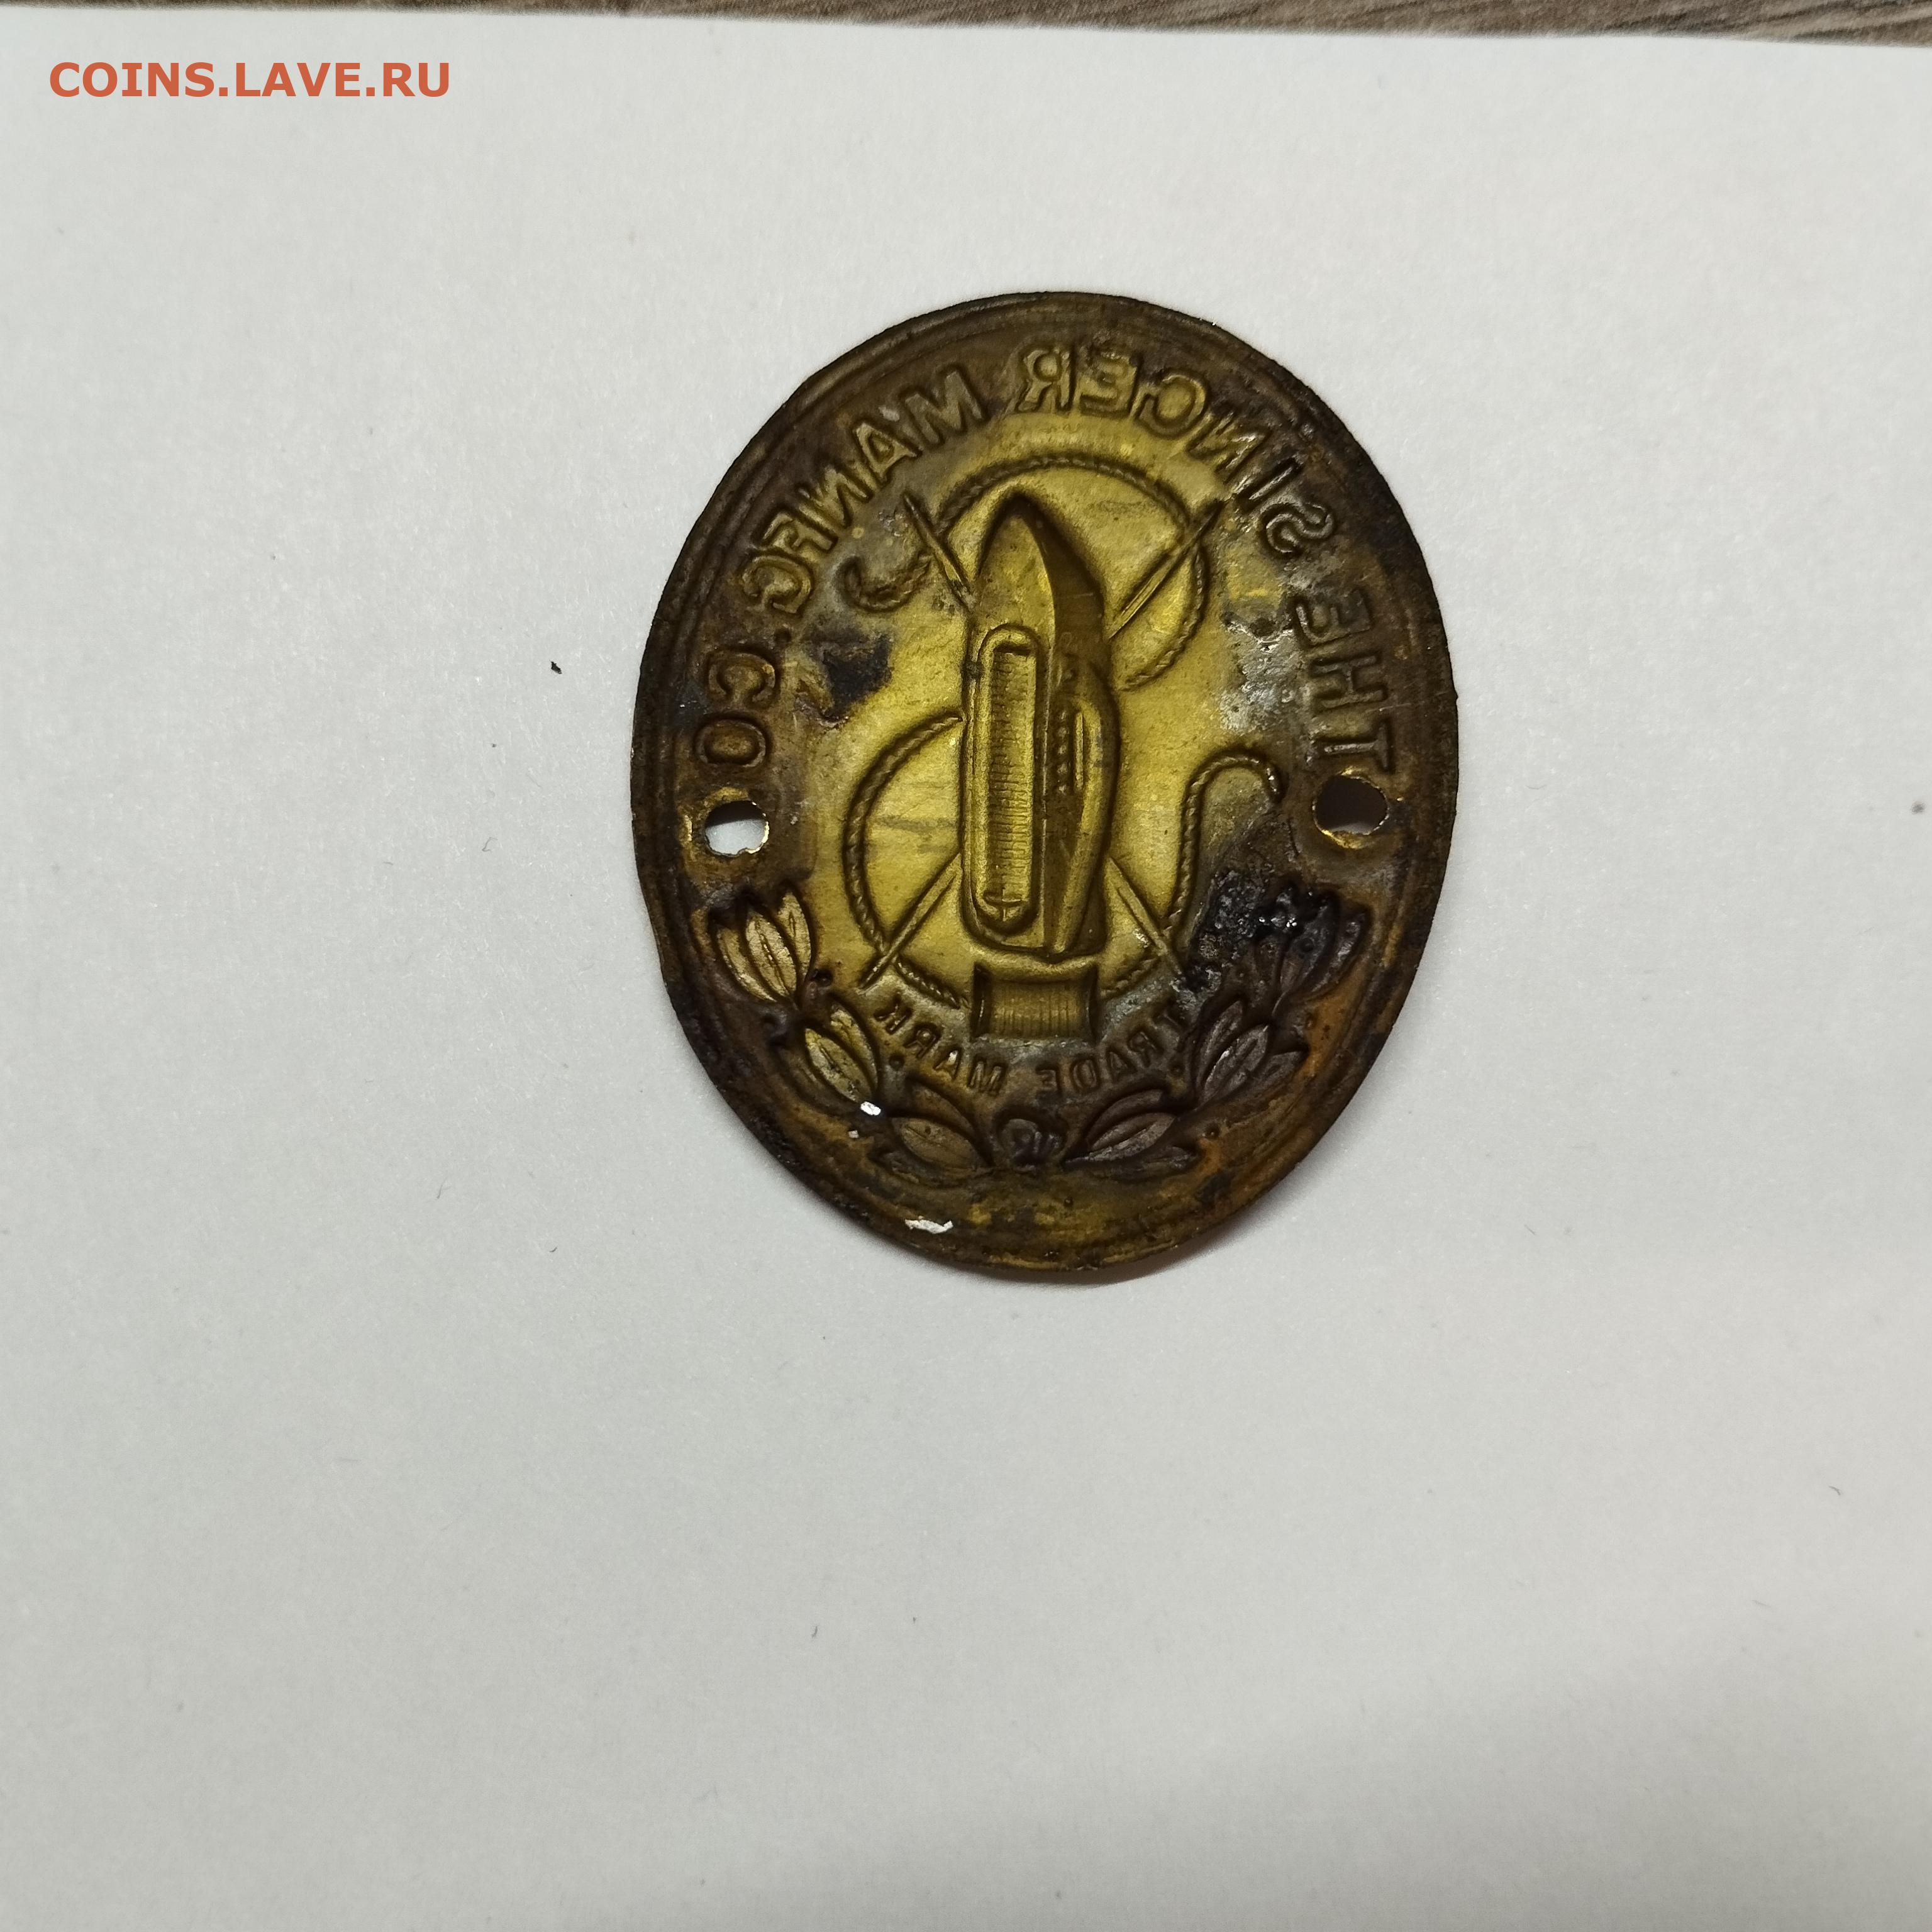 COINS.LAVE.RU
THE SINGER MANFG. CO
TRADE MARK